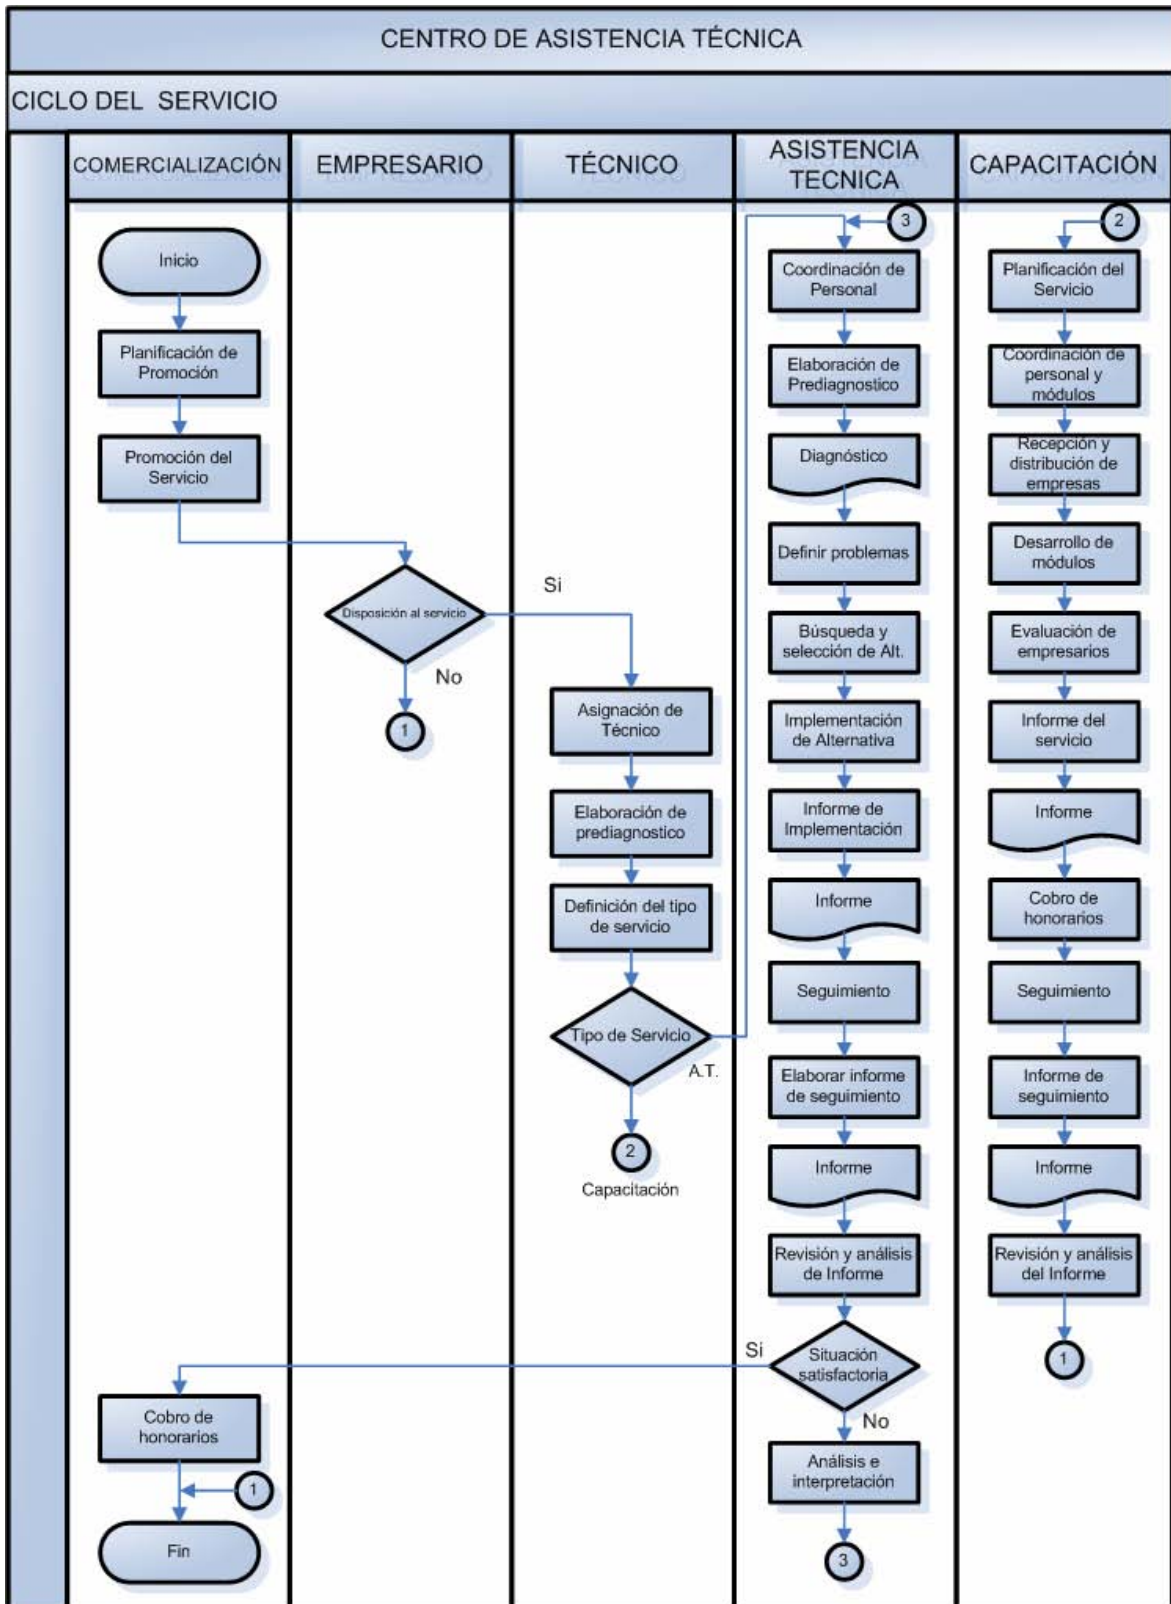 CENTRO DE ASISTENCIA TÉCNICA
CICLO DEL SERVICIO
COMERCIALIZACIÓN
EMPRESARIO
TÉCNICO
ASISTENCIA
TECNICA
CAPACITACIÓN
Inicio
Planificación de
Promoción
Promoción del
Servicio
Disposición al servicio
Si
No
1
Asignación de
Técnico
Elaboración de
prediagnostico
Definición del tipo
de servicio
Tipo de Servicio
A.T.
2
Capacitación
3
Coordinación de
Personal
Elaboración de
Prediagnostico
Diagnóstico
Definir problemas
Búsqueda y
selección de Alt.
Implementación
de Alternativa
Informe de
Implementación
Informe
Seguimiento
Elaborar informe
de seguimiento
Informe
Revisión y análisis
de Informe
Situación
satisfactoria
Si
No
Análisis e
interpretación
3
2
Planificación del
Servicio
Coordinación de
personal y
módulos
Recepción y
distribución de
empresas
Desarrollo de
módulos
Evaluación de
empresarios
Informe del
servicio
Informe
Cobro de
honorarios
Seguimiento
Informe de
seguimiento
Informe
Revisión y análisis
del Informe
1
Cobro de
honorarios
1
Fin